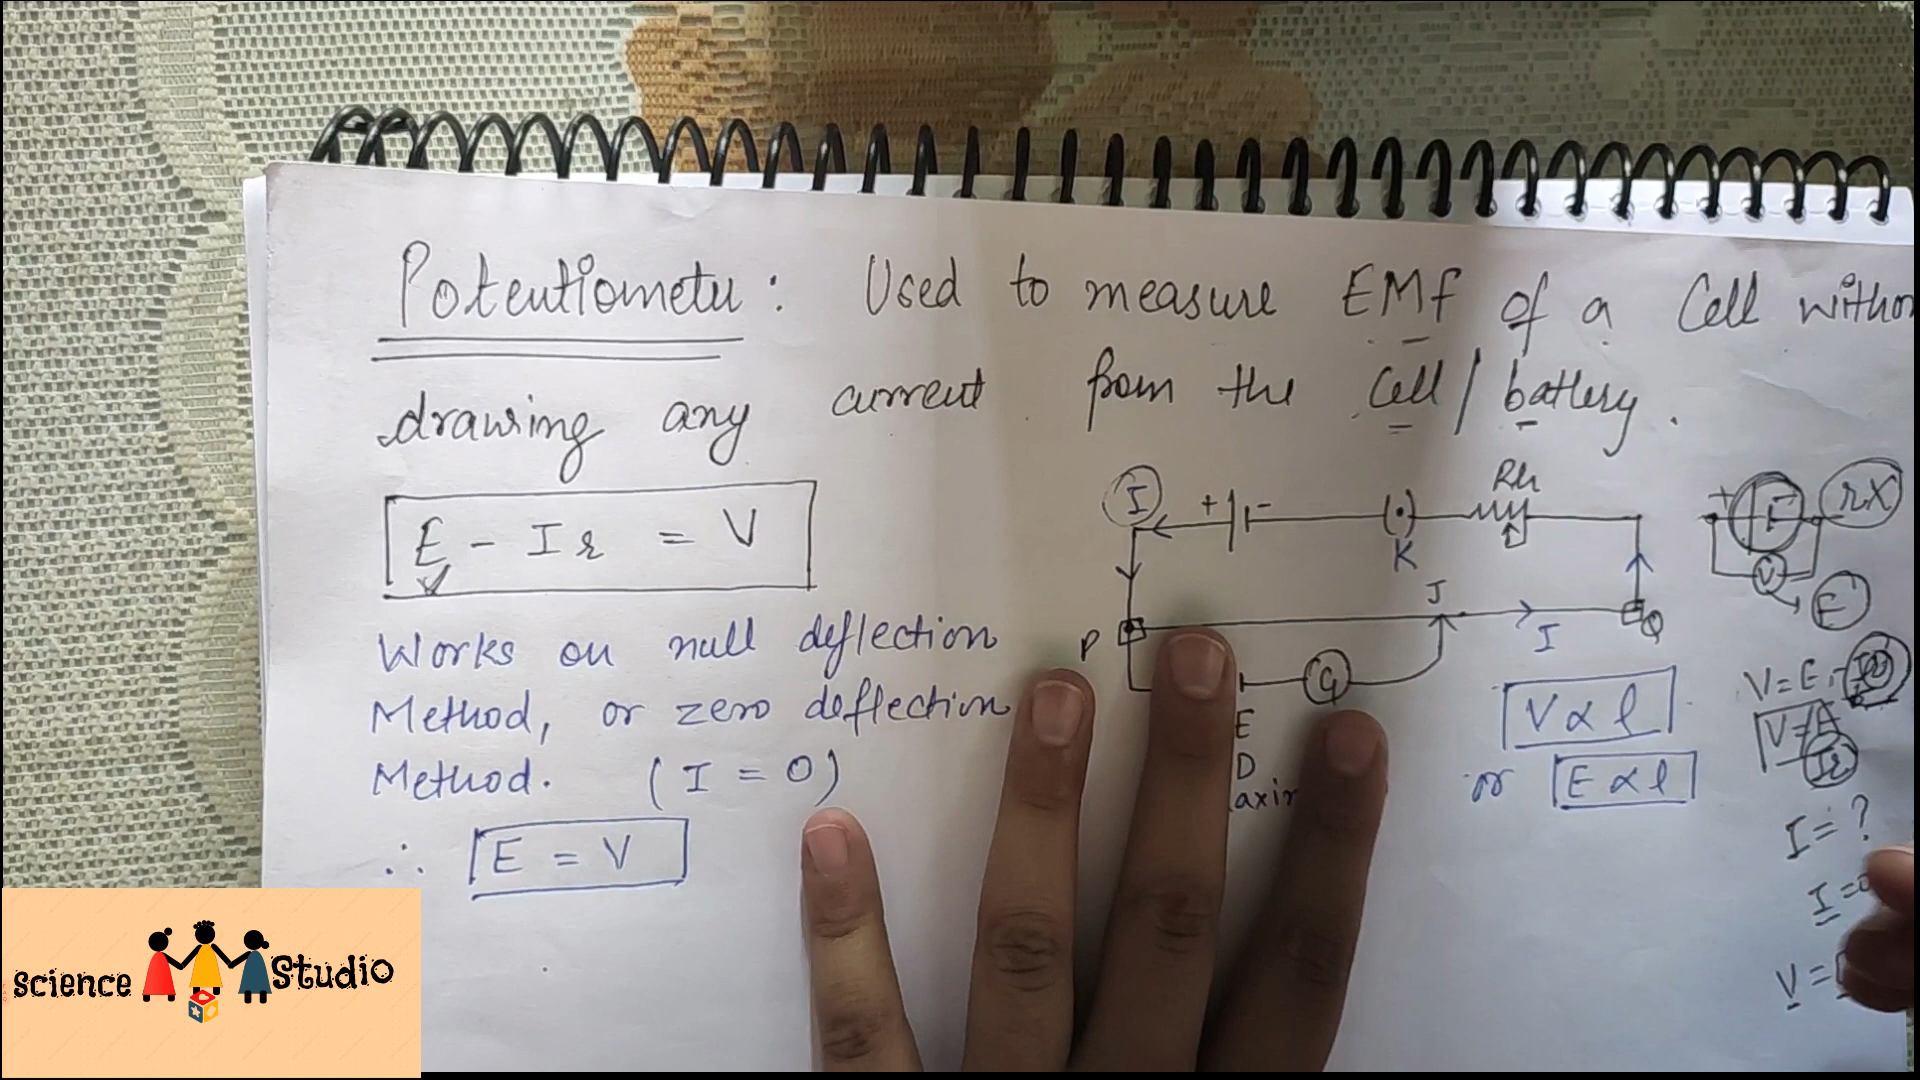 Potentiometer : Used to measure EMf of a Cell
drawing any current from the Cell / battery.
E - Ir = V
Works on null deflection
Method, or zero deflection
Method. ( I = 0 )
∴ E = V
I
+ -
K
Rh
P
J
I
Q
G
E
D
V ∝ l
or E ∝ l
+ -
E
rX
V
E
V = E -
I = ?
V =
Science Studio